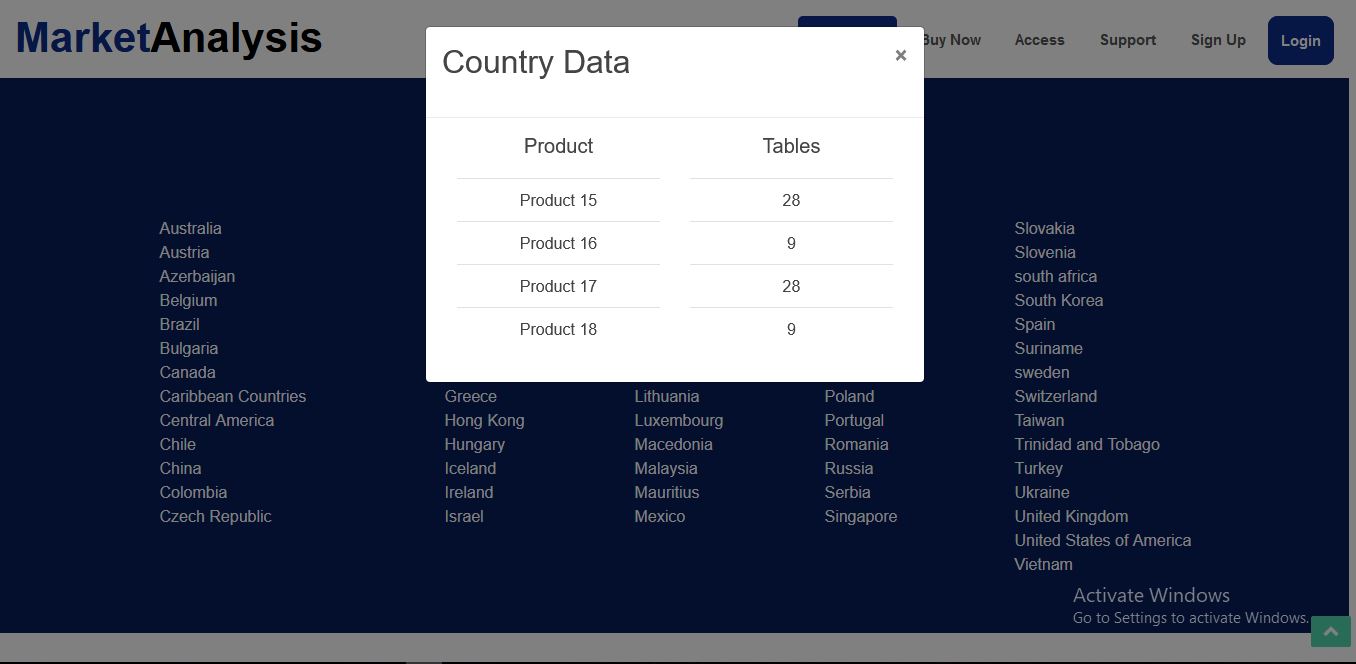 MarketAnalysis
Buy Now
Access
Support
Sign Up
Login
Country Data
×
Product Tables
Product 15 28
Product 16 9
Product 17 28
Product 18 9
Australia
Austria
Azerbaijan
Belgium
Brazil
Bulgaria
Canada
Caribbean Countries
Central America
Chile
China
Colombia
Czech Republic
Greece
Hong Kong
Hungary
Iceland
Ireland
Israel
Lithuania
Luxembourg
Macedonia
Malaysia
Mauritius
Mexico
Poland
Portugal
Romania
Russia
Serbia
Singapore
Slovakia
Slovenia
south africa
South Korea
Spain
Suriname
sweden
Switzerland
Taiwan
Trinidad and Tobago
Turkey
Ukraine
United Kingdom
United States of America
Vietnam
Activate Windows
Go to Settings to activate Windows.